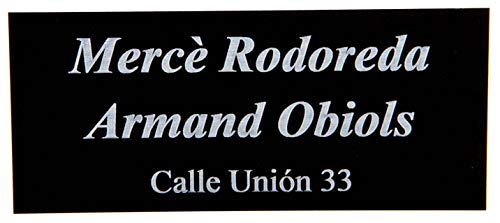 Mercè Rodoreda
Armand Obiols
Calle Unión 33